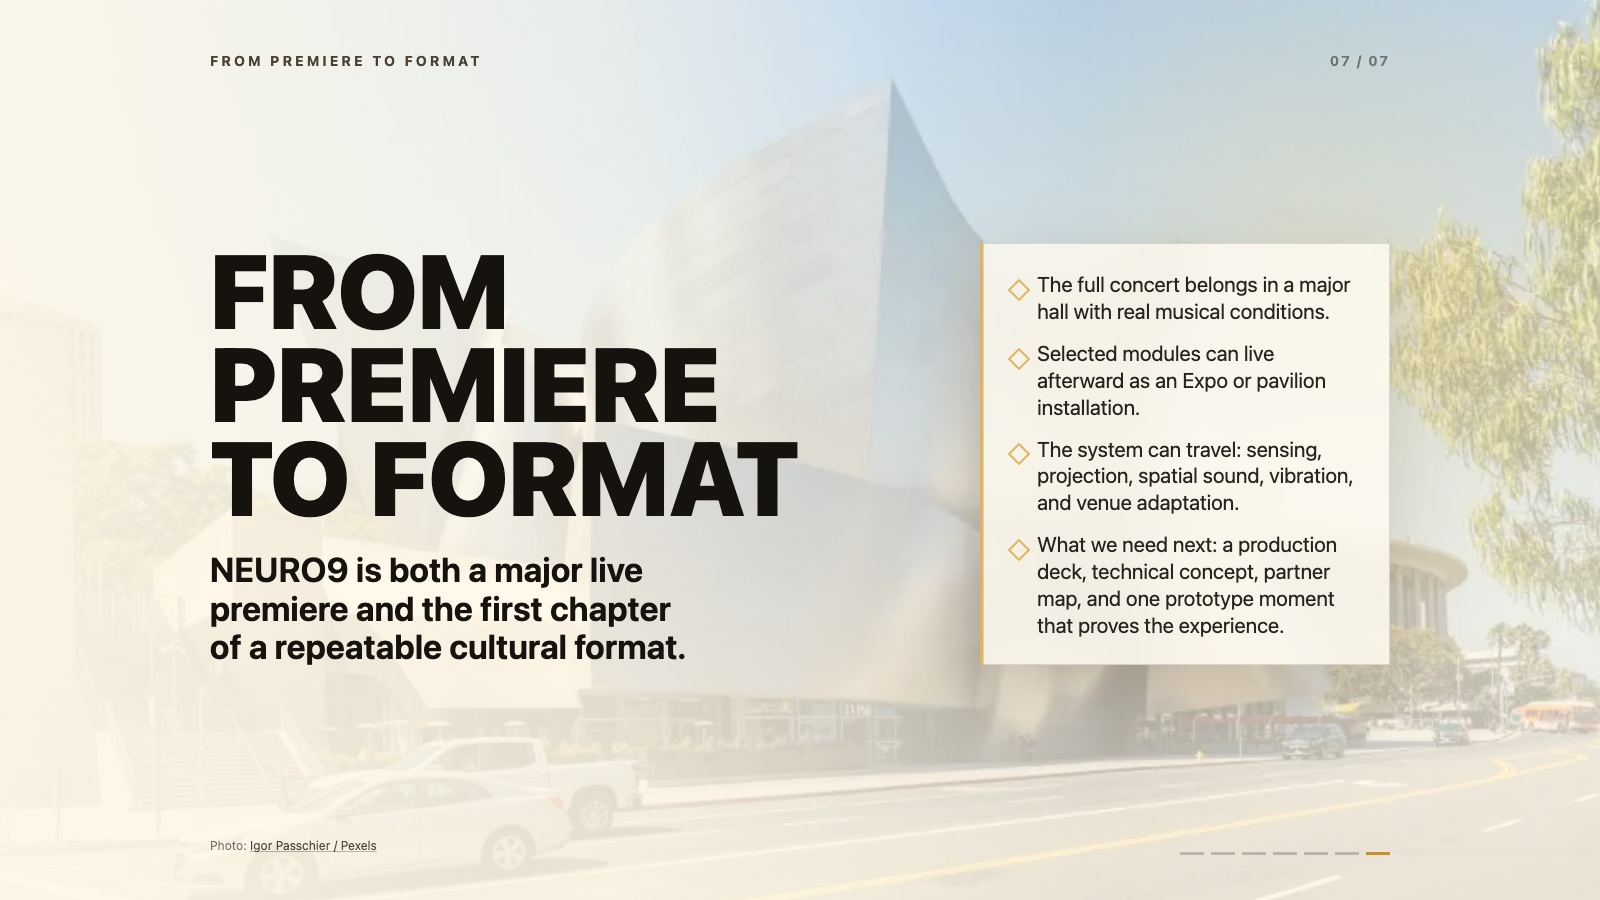 FROM PREMIERE TO FORMAT
07 / 07
FROM
PREMIERE
TO FORMAT
NEURO9 is both a major live
premiere and the first chapter
of a repeatable cultural format.
The full concert belongs in a major
hall with real musical conditions.
Selected modules can live
afterward as an Expo or pavilion
installation.
The system can travel: sensing,
projection, spatial sound, vibration,
and venue adaptation.
What we need next: a production
deck, technical concept, partner
map, and one prototype moment
that proves the experience.
Photo: Igor Passchier / Pexels